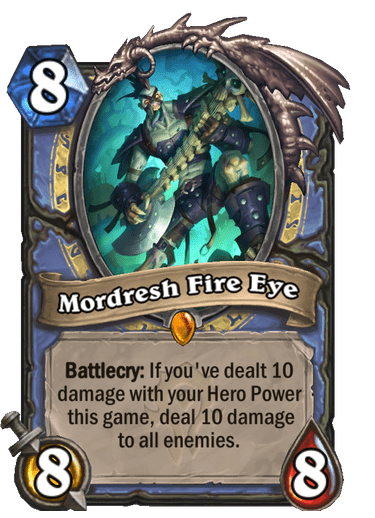 8
Mordresh Fire Eye
Battlecry: If you've dealt 10
damage with your Hero Power
this game, deal 10 damage
to all enemies.
8
8